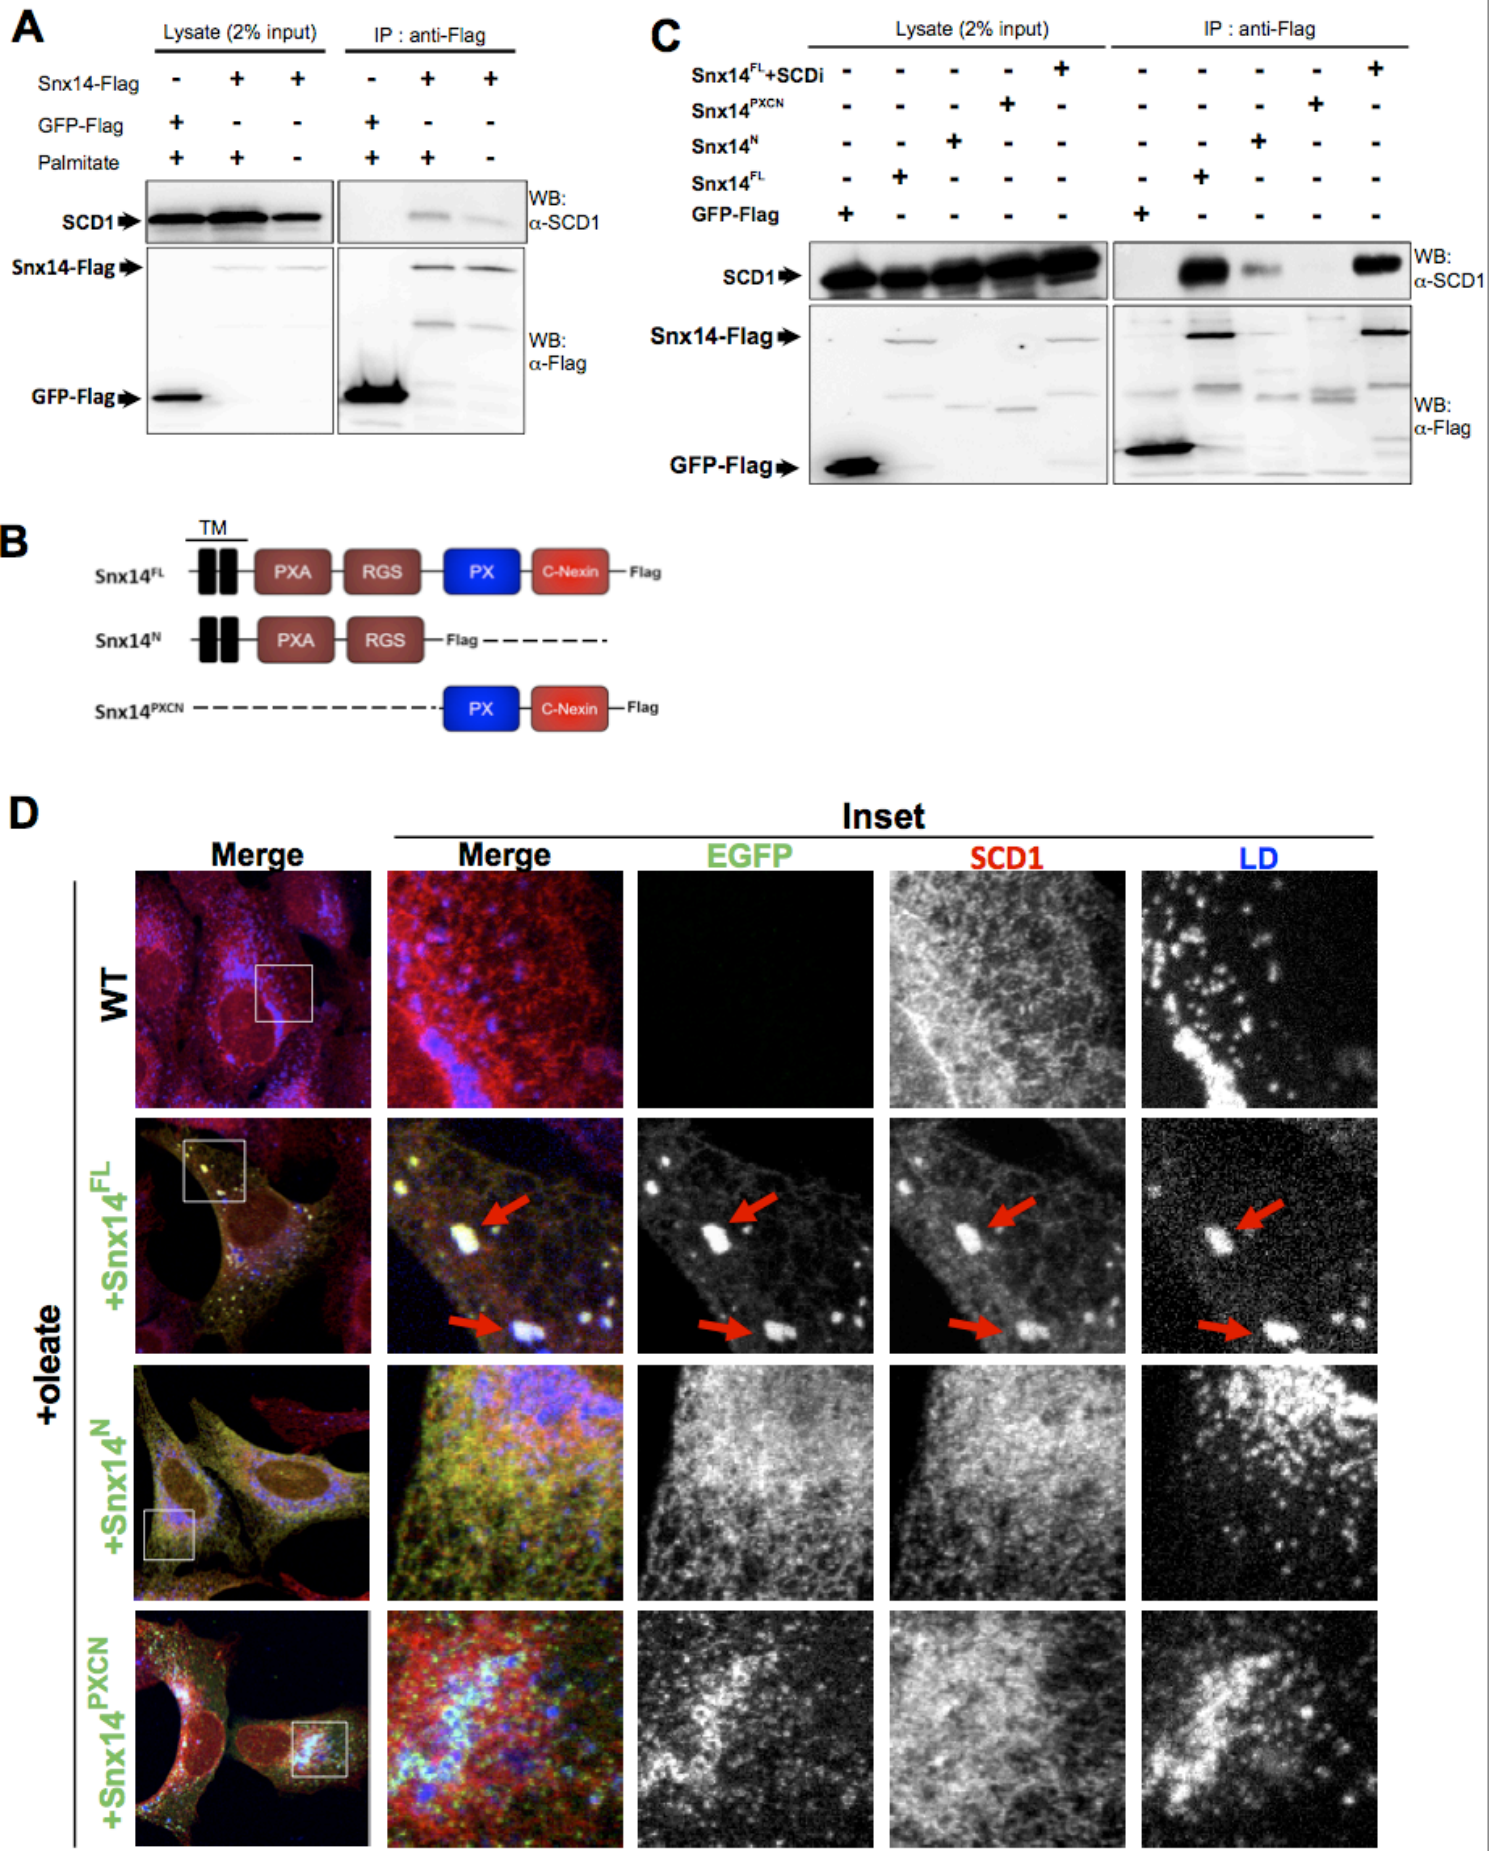 A
Lysate (2% input) IP : anti-Flag
Snx14-Flag - + + - + +
GFP-Flag + - - + - -
Palmitate + + - + + -
SCD1
WB:
α-SCD1
Snx14-Flag
WB:
α-Flag
GFP-Flag
C
Lysate (2% input) IP : anti-Flag
Snx14FL+SCDi - - - - + - - - - +
Snx14PXCN - - - + - - - - + -
Snx14N - - + - - - - + - -
Snx14FL - + - - - - + - - -
GFP-Flag + - - - - + - - - -
SCD1
WB:
α-SCD1
Snx14-Flag
WB:
α-Flag
GFP-Flag
B
TM
Snx14FL PXA RGS PX C-Nexin Flag
Snx14N PXA RGS Flag
Snx14PXCN PX C-Nexin Flag
D
Inset
Merge Merge EGFP SCD1 LD
+oleate
WT
+Snx14FL
+Snx14N
+Snx14PXCN